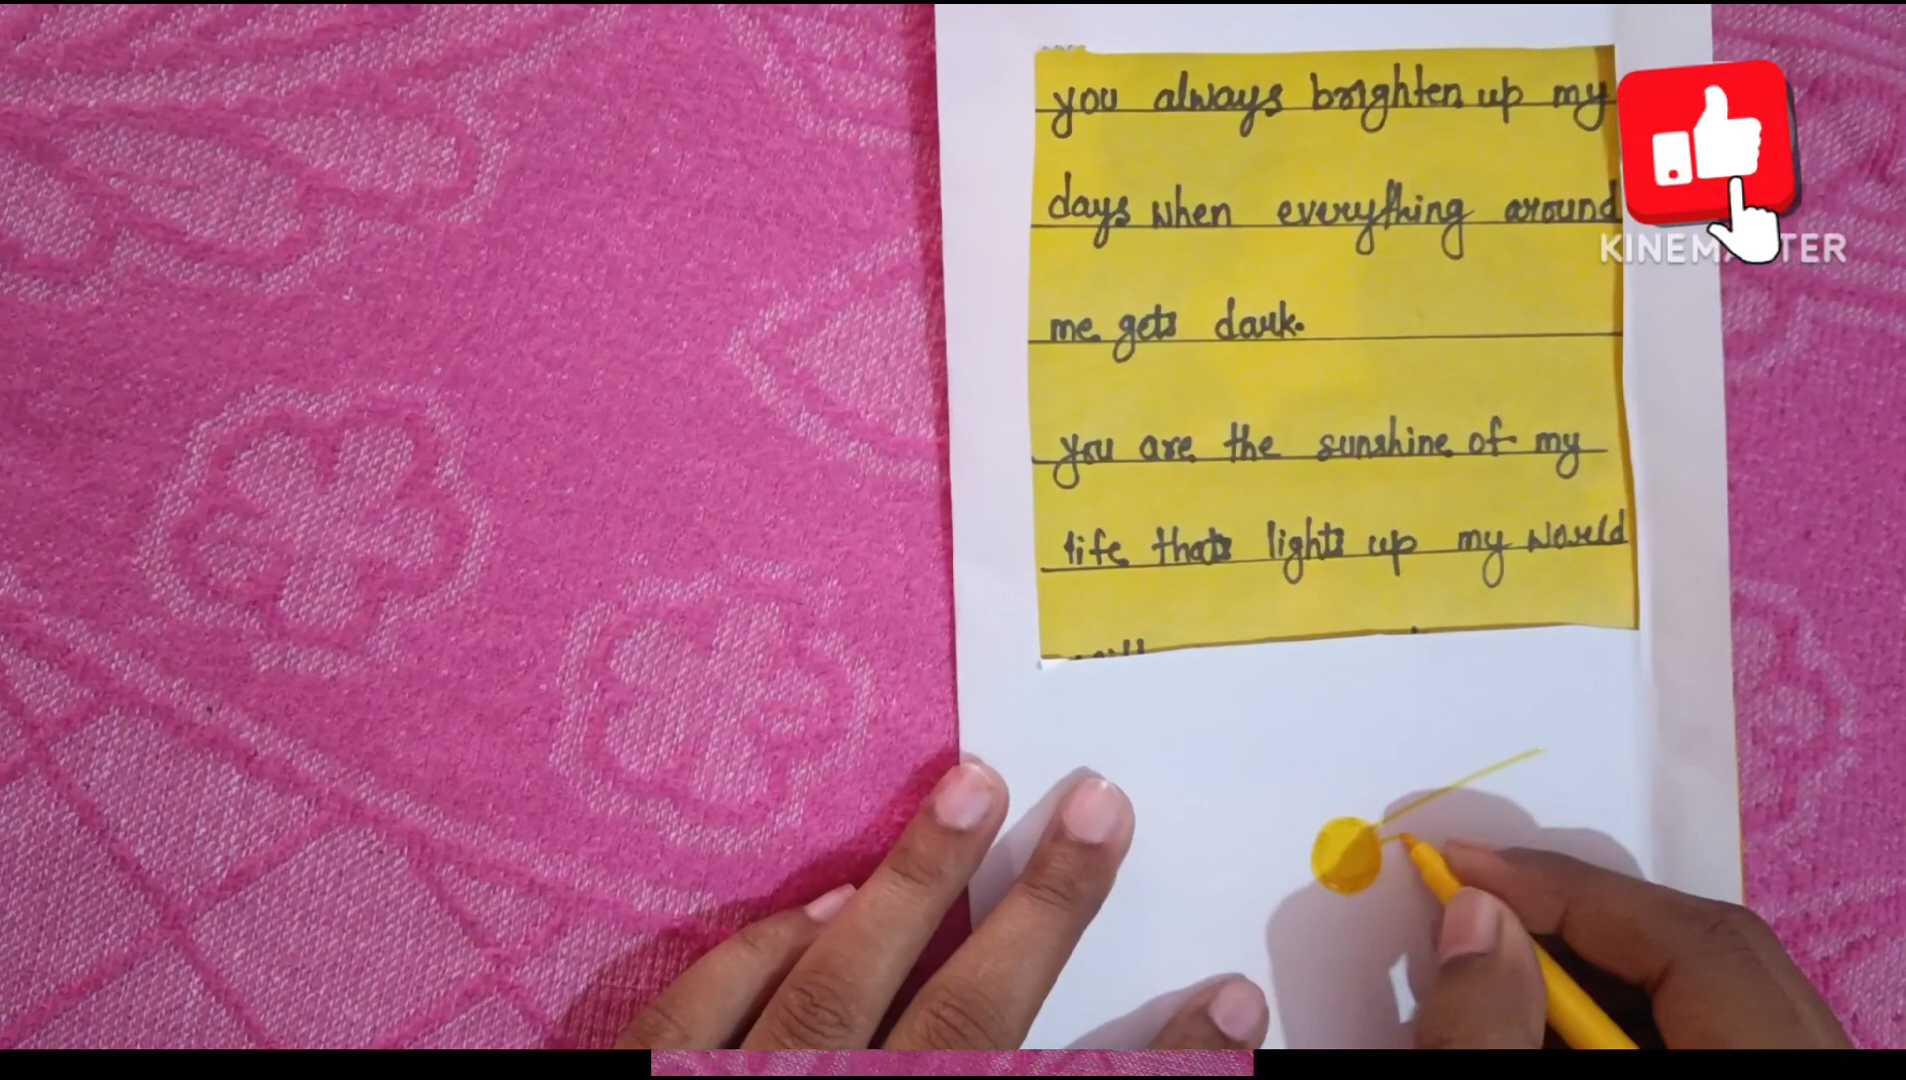 you always brighten up my
days when everything around
me gets dark.
you are the sunshine of my
life thats lights up my world
KINEMASTER